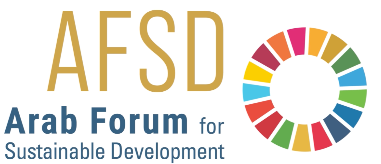 AFSD
Arab Forum for
Sustainable Development